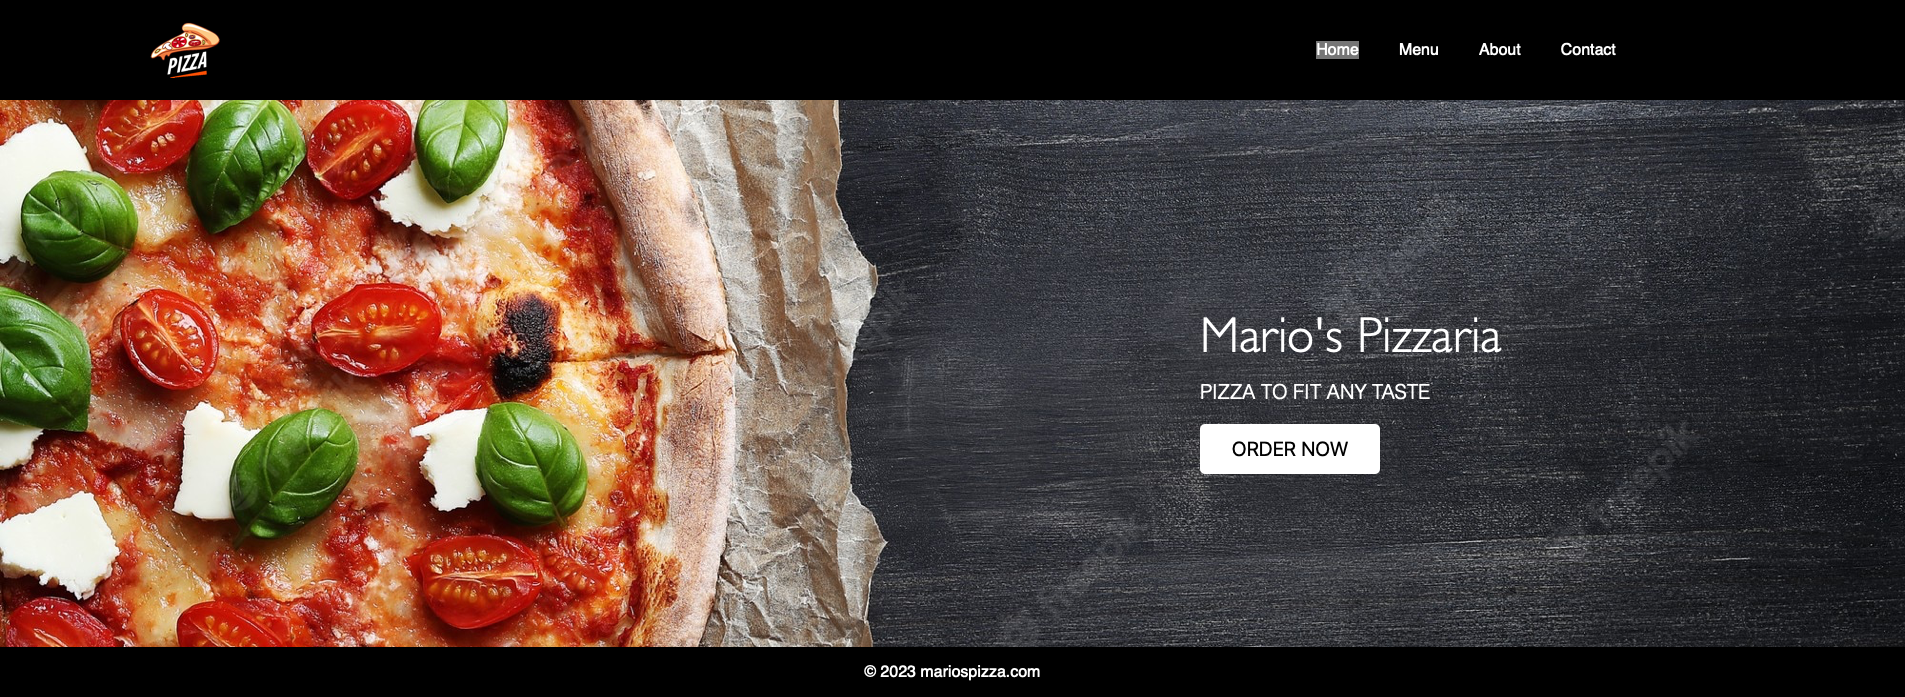 PIZZA
Home Menu About Contact
Mario's Pizzaria
PIZZA TO FIT ANY TASTE
ORDER NOW
© 2023 mariospizza.com